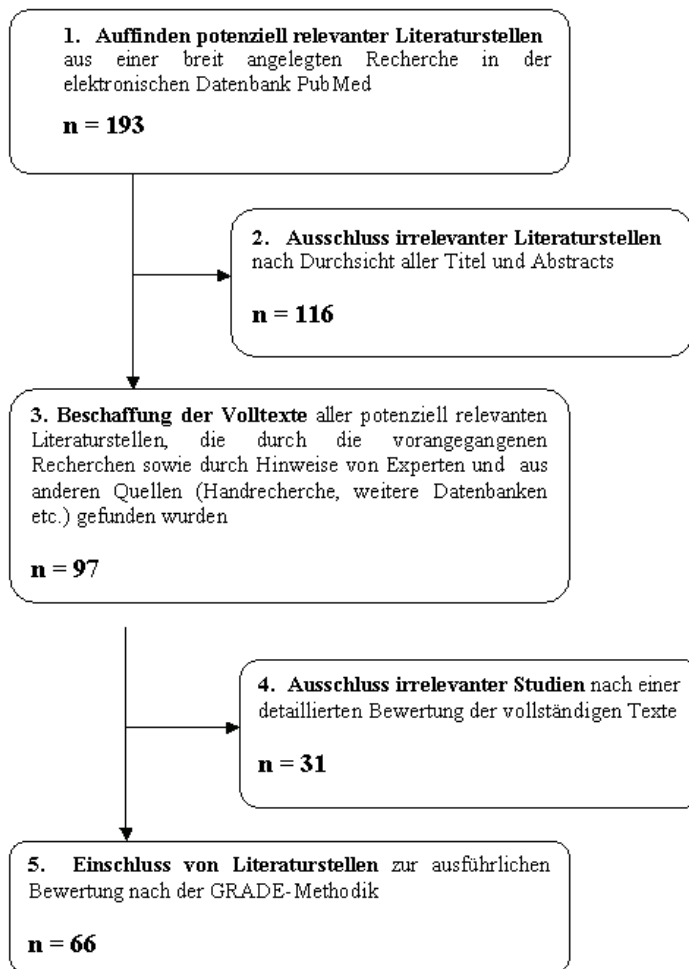 1. Auffinden potenziell relevanter Literaturstellen
aus einer breit angelegten Recherche in der
elektronischen Datenbank PubMed
n = 193
2. Ausschluss irrelevanter Literaturstellen
nach Durchsicht aller Titel und Abstracts
n = 116
3. Beschaffung der Volltexte aller potenziell relevanten
Literaturstellen, die durch die vorangegangenen
Recherchen sowie durch Hinweise von Experten und aus
anderen Quellen (Handrecherche, weitere Datenbanken
etc.) gefunden wurden
n = 97
4. Ausschluss irrelevanter Studien nach einer
detaillierten Bewertung der vollständigen Texte
n = 31
5. Einschluss von Literaturstellen zur ausführlichen
Bewertung nach der GRADE-Methodik
n = 66